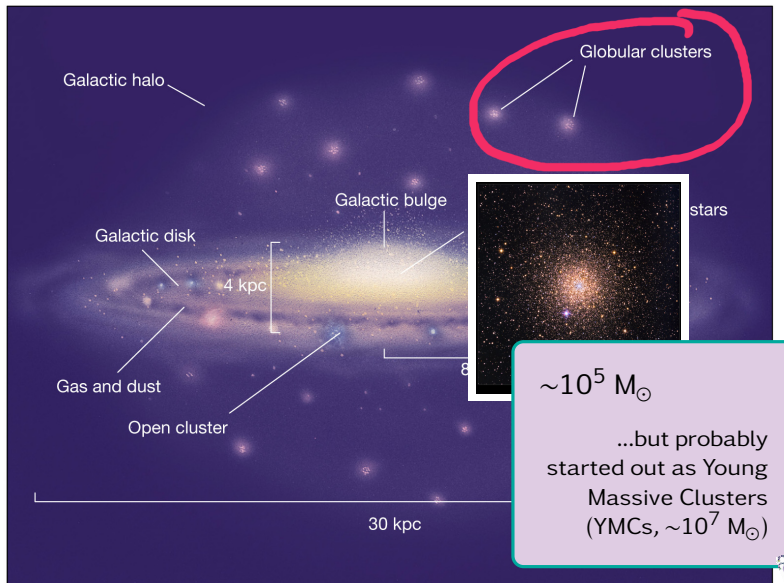 Globular clusters
Galactic halo
Galactic bulge
stars
Galactic disk
4 kpc
8
Gas and dust
Open cluster
30 kpc
~10⁵ M☉
...but probably
started out as Young
Massive Clusters
(YMCs, ~10⁷ M☉)